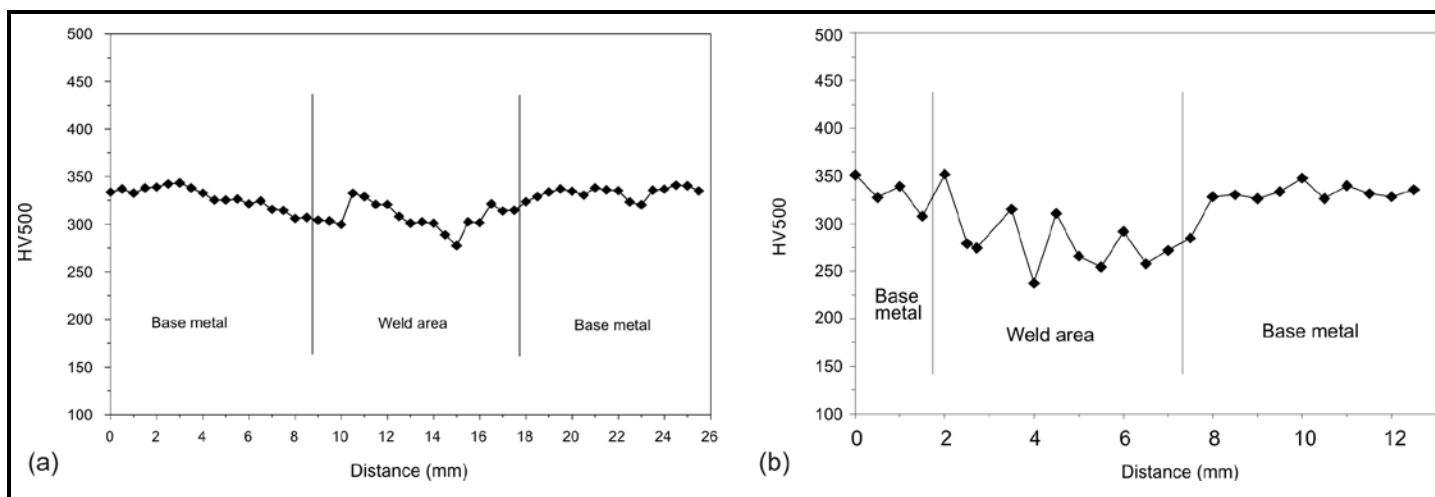 500
450
400
350
300
250
200
150
100
HV500
Base metal
Weld area
Base metal
0 2 4 6 8 10 12 14 16 18 20 22 24 26
Distance (mm)
(a)
500
450
400
350
300
250
200
150
100
HV500
Base
metal
Weld area
Base metal
0 2 4 6 8 10 12
Distance (mm)
(b)